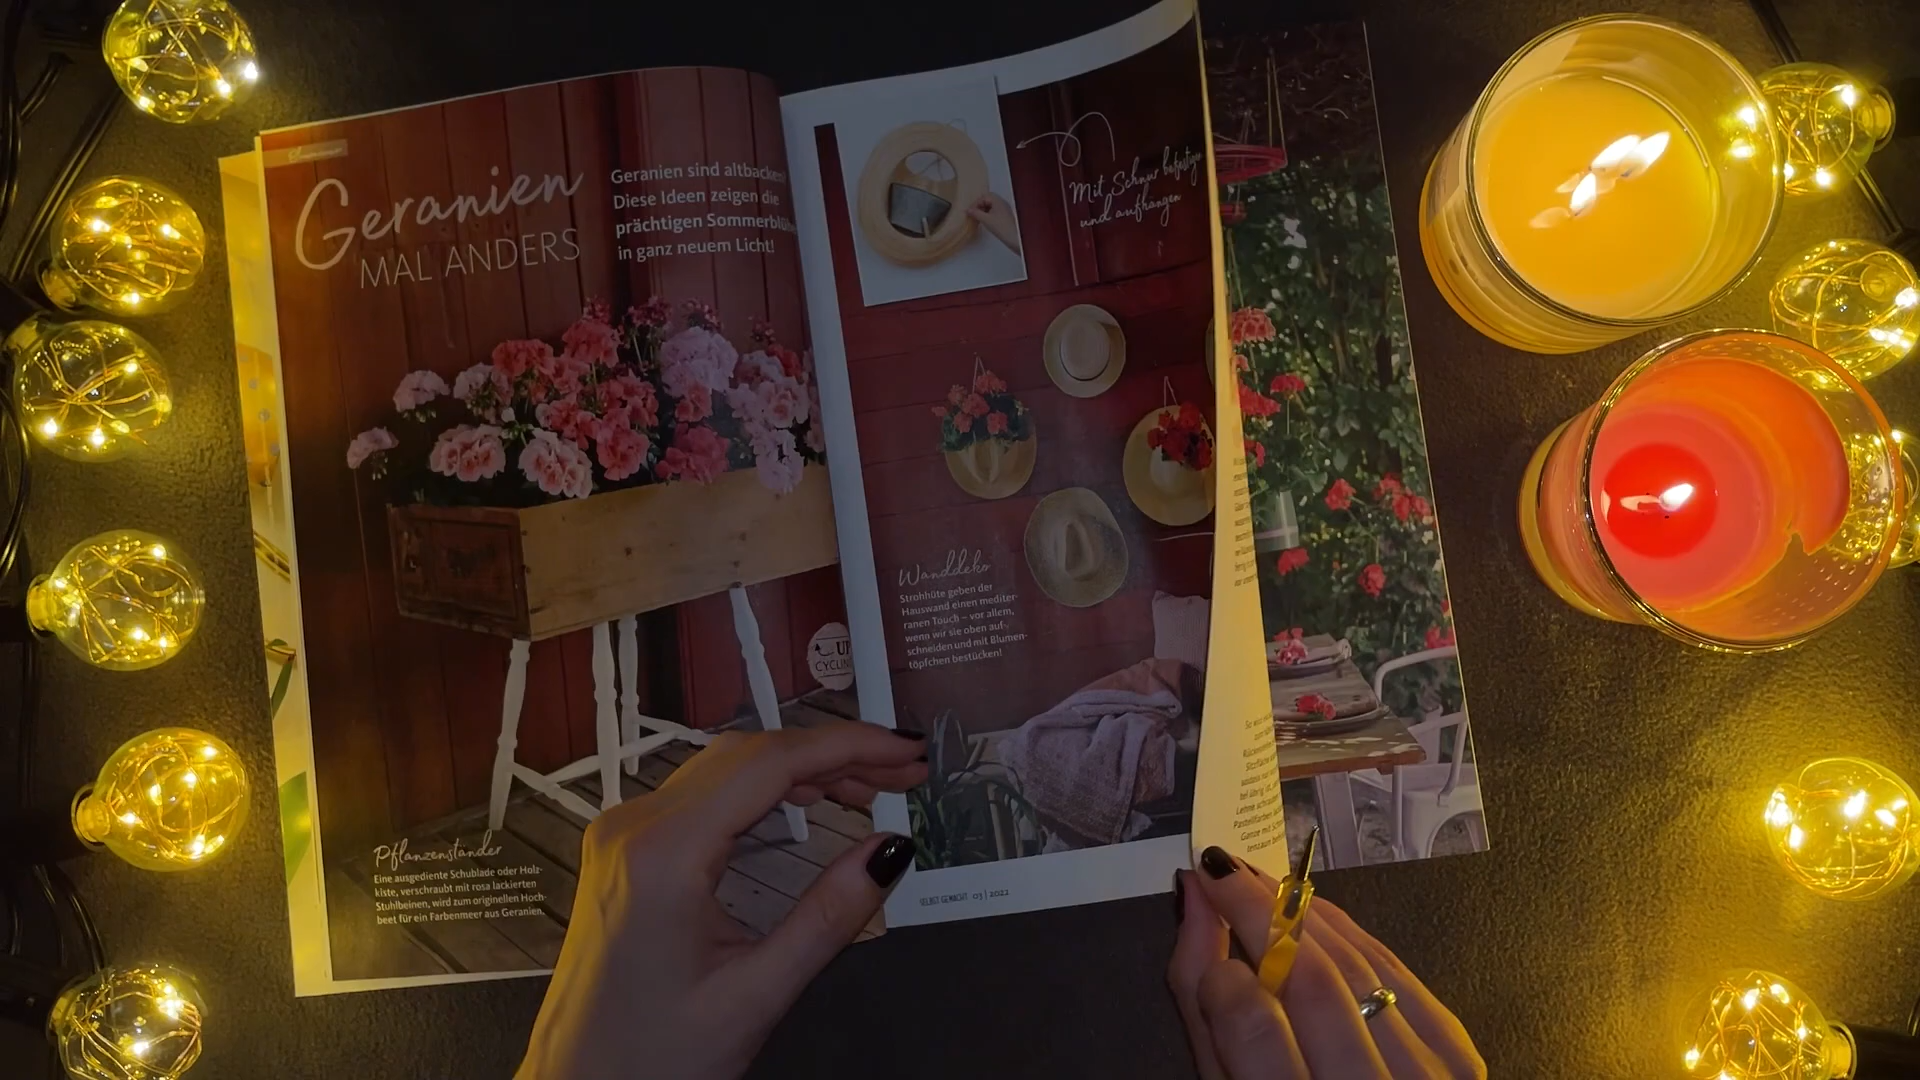 Geranien
MAL ANDERS
Geranien sind altbacken?
Diese Ideen zeigen die
prächtigen Sommerblüh
in ganz neuem Licht!
Pflanzenständer
Eine ausgediente Schublade oder Holz-
kiste, verschraubt mit rosa lackierten
Stuhlbeinen, wird zum originellen Hoch-
beet für ein Farbenmeer aus Geranien.
UP
CYCLIN
Mit Schnur befestigen
und aufhängen
Wanddeko
Strohhüte geben der
Hauswand einen mediter-
ranen Touch – vor allem,
wenn wir sie oben auf-
schneiden und mit Blumen-
töpfchen bestücken!
SELBST GEMACHT 03 | 2022